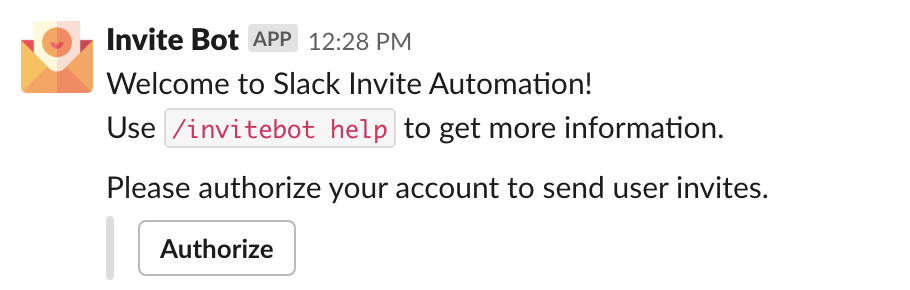 Invite Bot APP 12:28 PM
Welcome to Slack Invite Automation!
Use /invitebot help to get more information.
Please authorize your account to send user invites.
Authorize